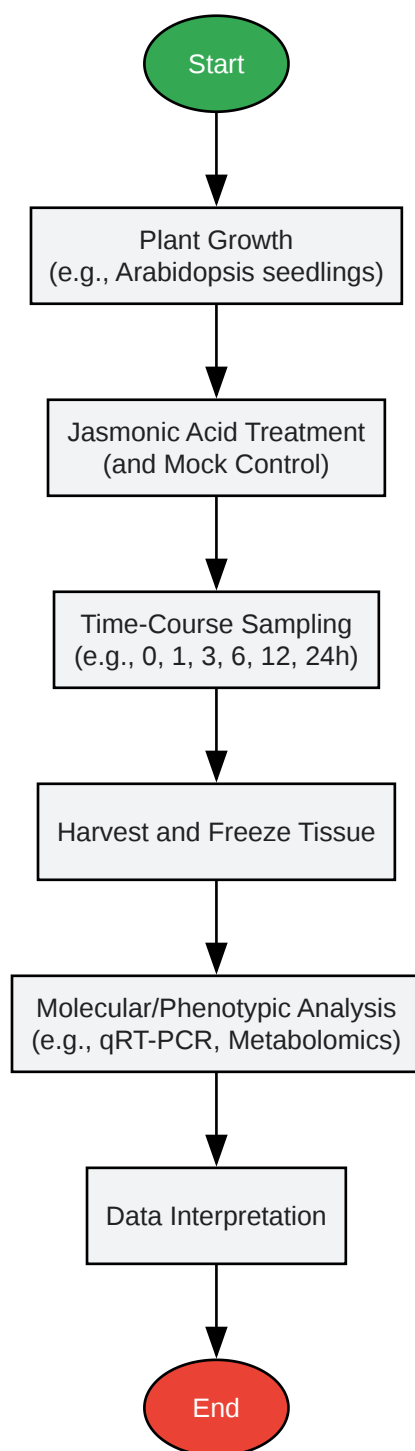 Start
Plant Growth
(e.g., Arabidopsis seedlings)
Jasmonic Acid Treatment
(and Mock Control)
Time-Course Sampling
(e.g., 0, 1, 3, 6, 12, 24h)
Harvest and Freeze Tissue
Molecular/Phenotypic Analysis
(e.g., qRT-PCR, Metabolomics)
Data Interpretation
End